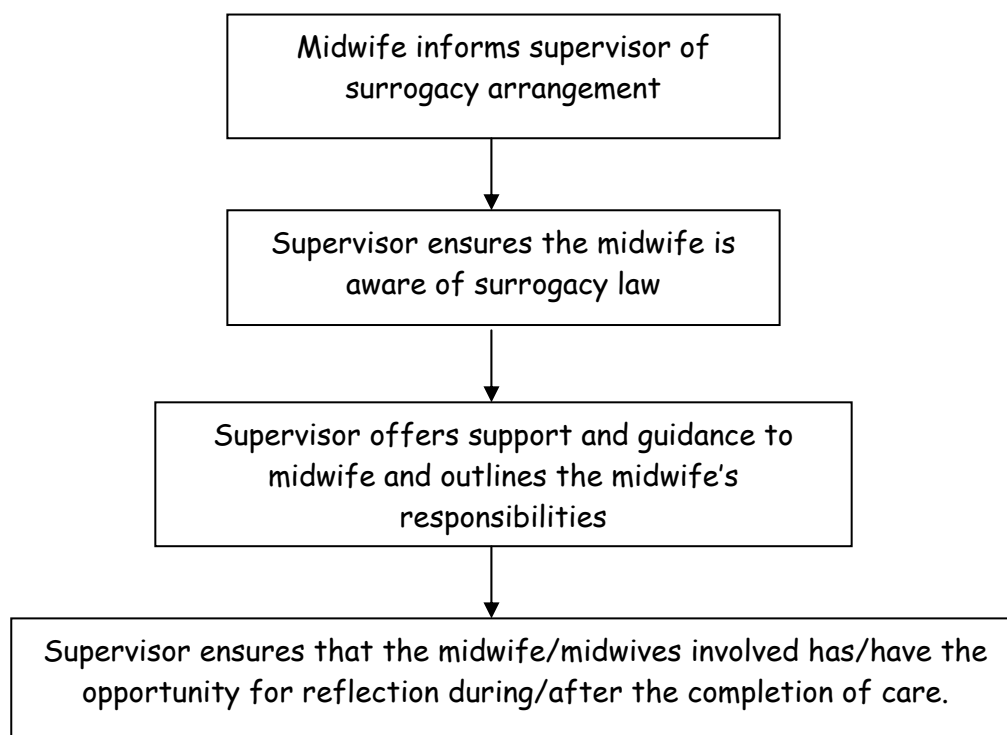 Midwife informs supervisor of
surrogacy arrangement
Supervisor ensures the midwife is
aware of surrogacy law
Supervisor offers support and guidance to
midwife and outlines the midwife’s
responsibilities
Supervisor ensures that the midwife/midwives involved has/have the
opportunity for reflection during/after the completion of care.